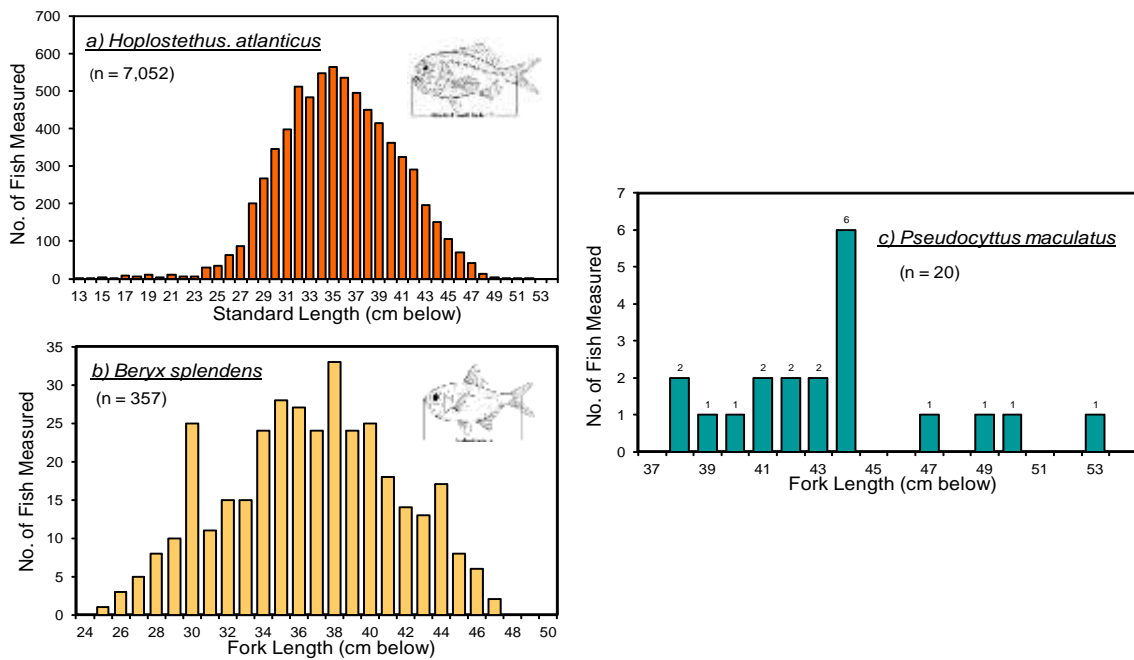 700
600
500
400
300
200
100
0
No. of Fish Measured
a) Hoplostethus. atlanticus
(n = 7,052)
13 15 17 19 21 23 25 27 29 31 33 35 37 39 41 43 45 47 49 51 53
Standard Length (cm below)
35
30
25
20
15
10
5
0
No. of Fish Measured
b) Beryx splendens
(n = 357)
24 26 28 30 32 34 36 38 40 42 44 46 48 50
Fork Length (cm below)
7
6
5
4
3
2
1
0
No. of Fish Measured
c) Pseudocyttus maculatus
(n = 20)
2 1 1 2 2 2 6 1 1 1 1
37 39 41 43 45 47 49 51 53
Fork Length (cm below)